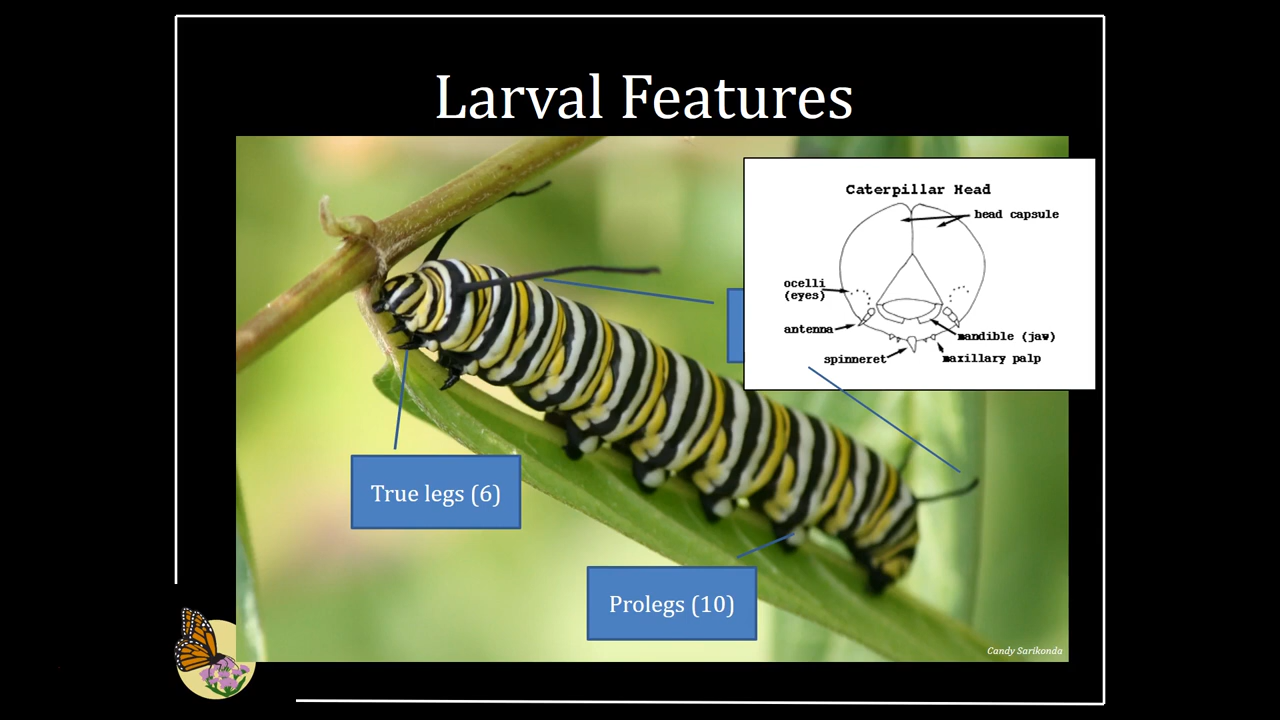 Larval Features
Caterpillar Head
head capsule
ocelli
(eyes)
antenna
mandible (jaw)
spinneret
maxillary palp
True legs (6)
Prolegs (10)
Candy Sarikonda